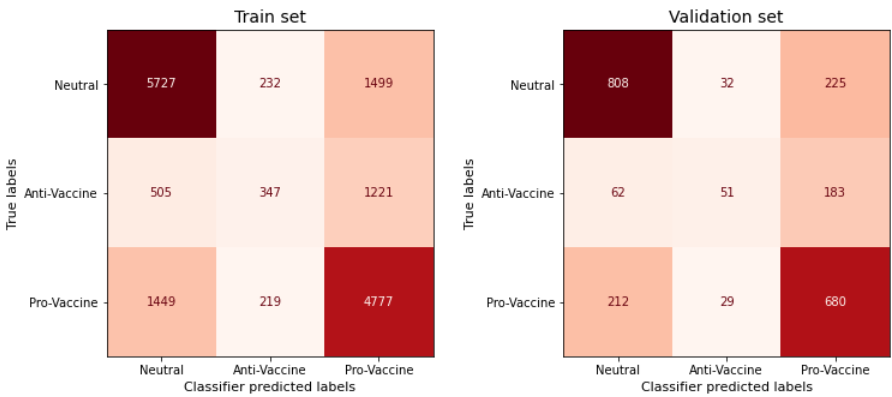 Train set
True labels
Neutral 5727 232 1499
Anti-Vaccine 505 347 1221
Pro-Vaccine 1449 219 4777
Neutral Anti-Vaccine Pro-Vaccine
Classifier predicted labels
Validation set
True labels
Neutral 808 32 225
Anti-Vaccine 62 51 183
Pro-Vaccine 212 29 680
Neutral Anti-Vaccine Pro-Vaccine
Classifier predicted labels